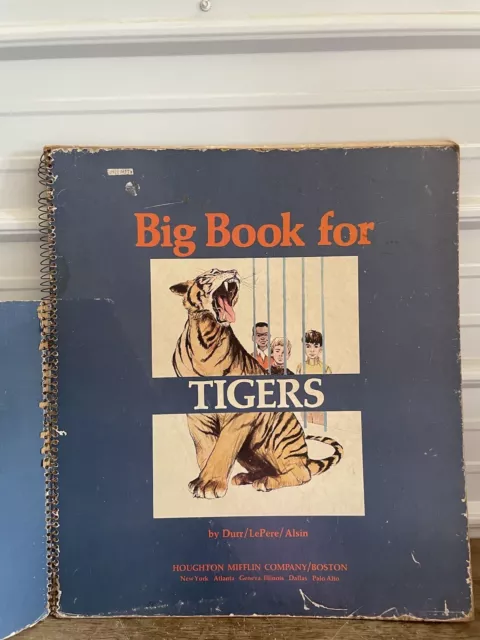 Big Book for
TIGERS
by Durr/LePere/Alsin
HOUGHTON MIFFLIN COMPANY/BOSTON
New York Atlanta Geneva, Illinois Dallas Palo Alto